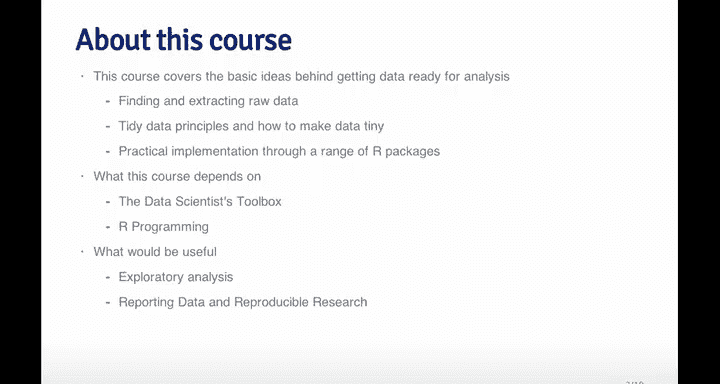 About this course
· This course covers the basic ideas behind getting data ready for analysis
- Finding and extracting raw data
- Tidy data principles and how to make data tiny
- Practical implementation through a range of R packages
· What this course depends on
- The Data Scientist's Toolbox
- R Programming
· What would be useful
- Exploratory analysis
- Reporting Data and Reproducible Research